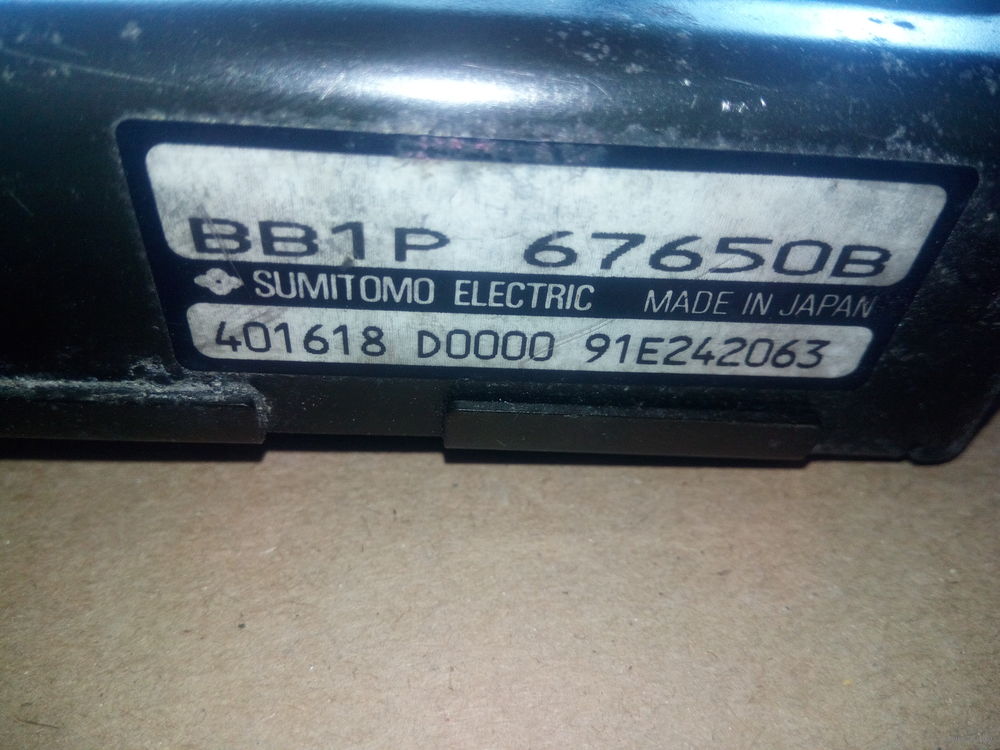 BB1P 67650B
SUMITOMO ELECTRIC MADE IN JAPAN
401618 D0000 91E242063